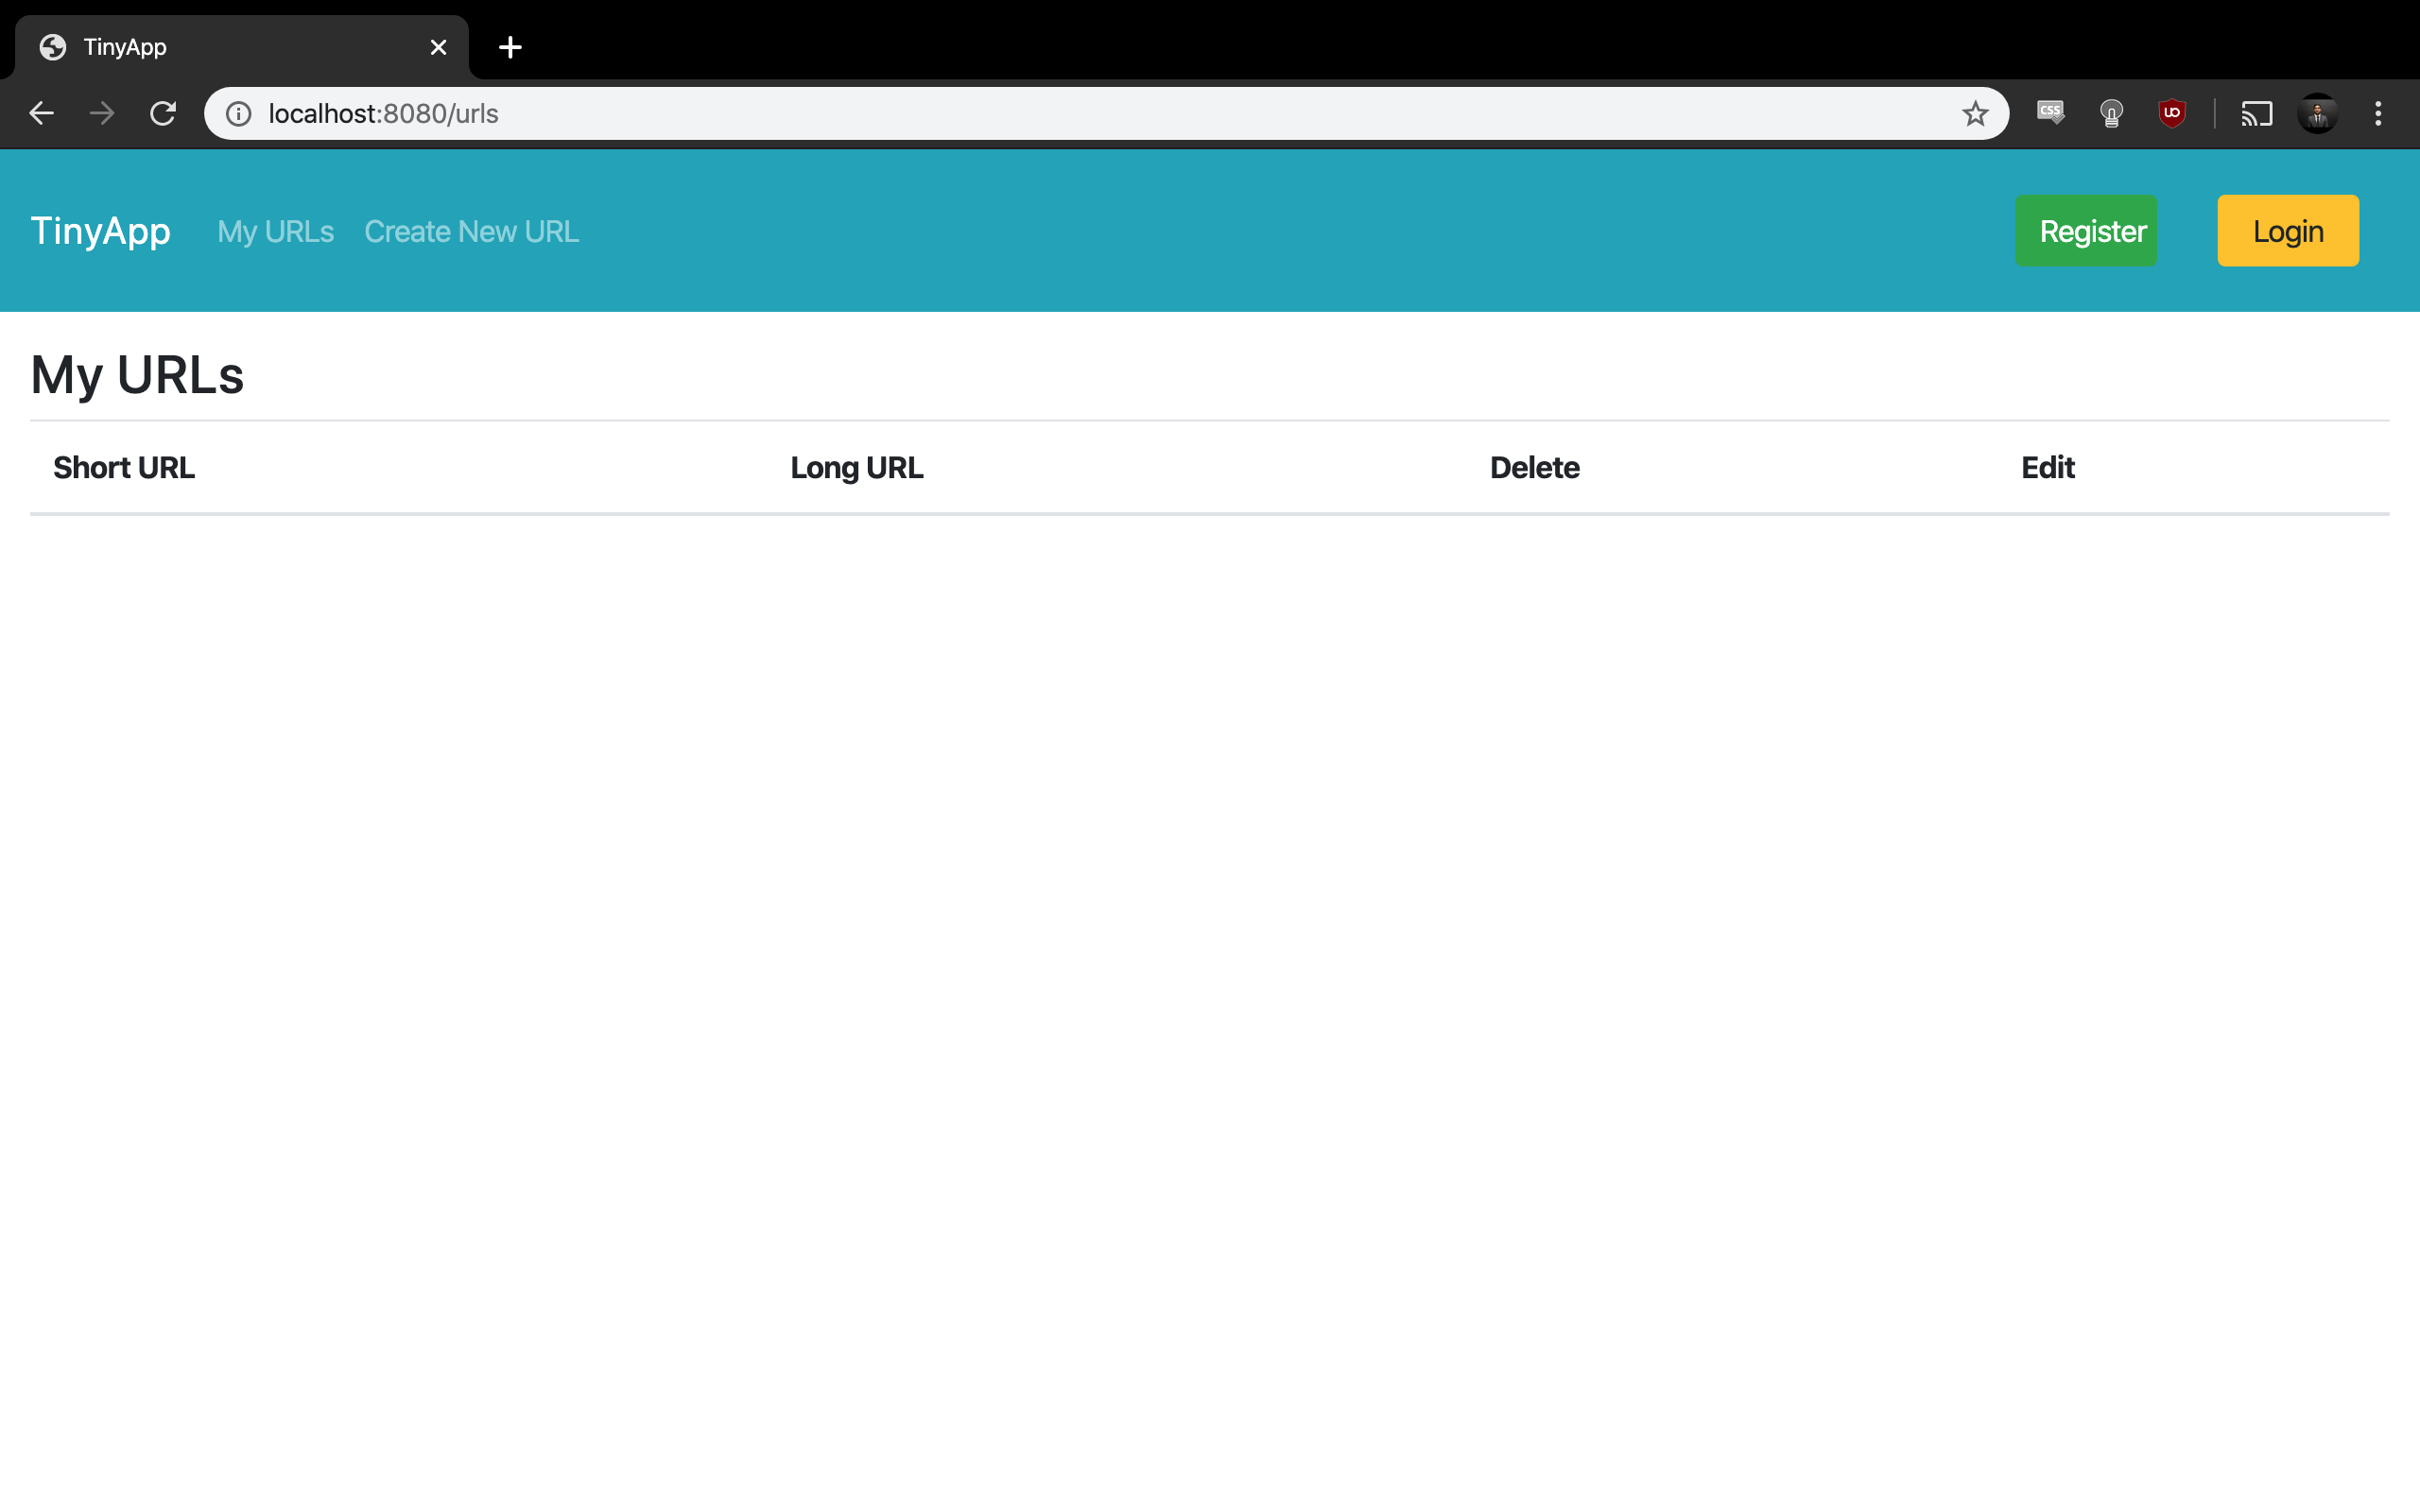 TinyApp
localhost:8080/urls
CSS
TinyApp My URLs Create New URL Register Login
My URLs
Short URL Long URL Delete Edit